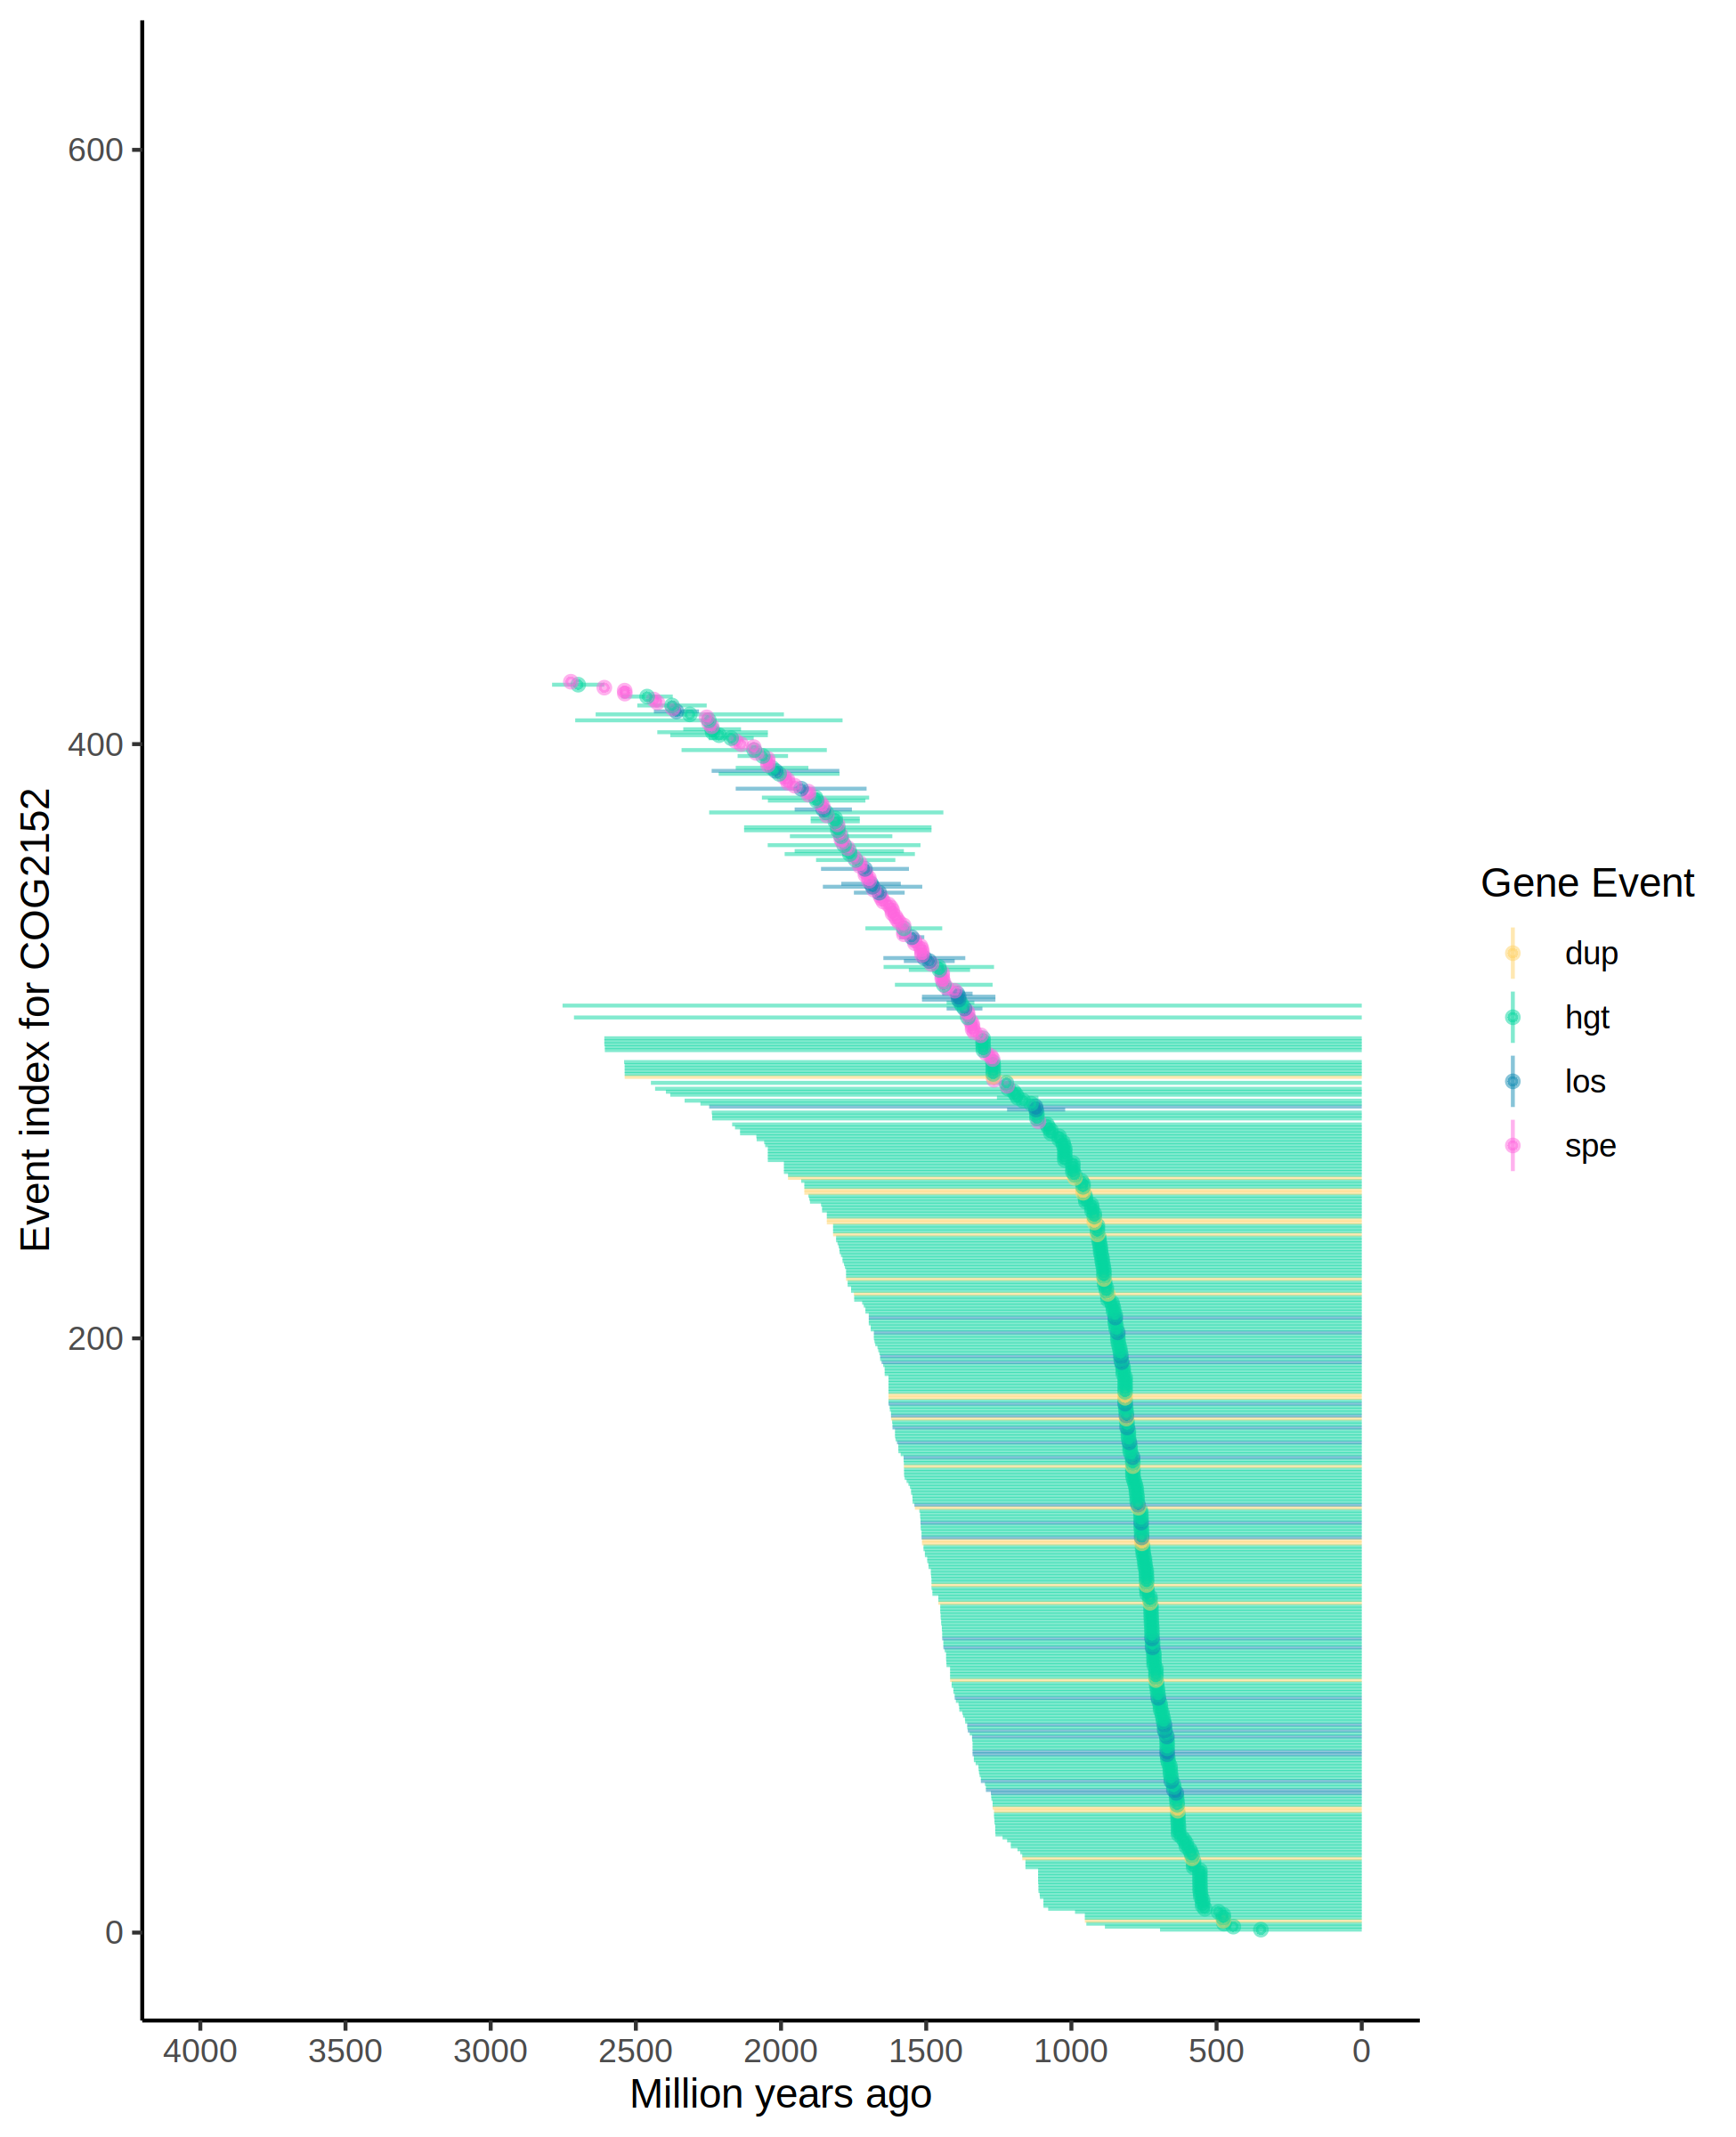 600
400
200
0
Event index for COG2152
4000 3500 3000 2500 2000 1500 1000 500 0
Million years ago
Gene Event
dup
hgt
los
spe